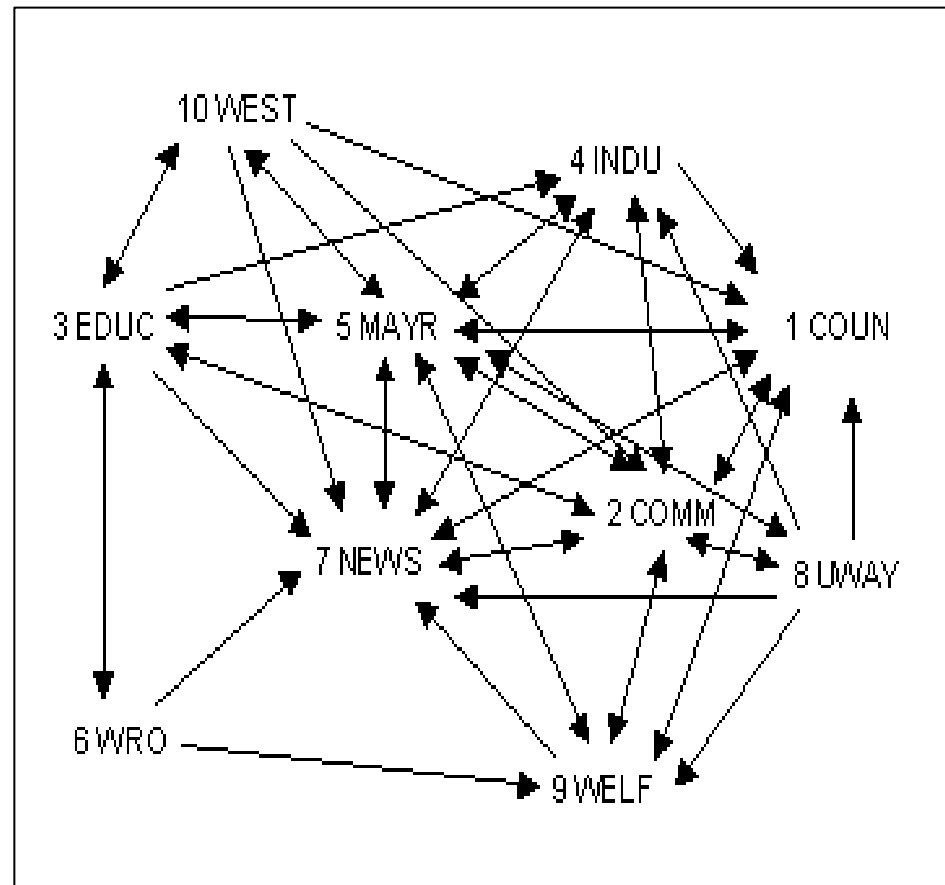 10 WEST
4 INDU
3 EDUC
5 MAYR
1 COUN
2 COMM
7 NEWS
8 UWAY
6 WRO
9 WELF